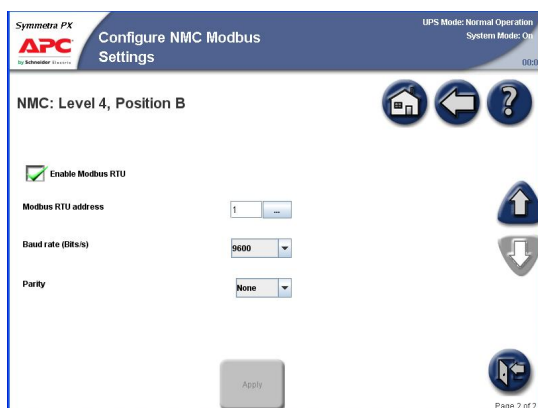 Symmetra PX
APC
by Schneider Electric
Configure NMC Modbus
Settings
UPS Mode: Normal Operation
System Mode: On
00:0
NMC: Level 4, Position B
?
Enable Modbus RTU
Modbus RTU address
1
...
Baud rate (Bits/s)
9600
Parity
None
Apply
Page 2 of 2